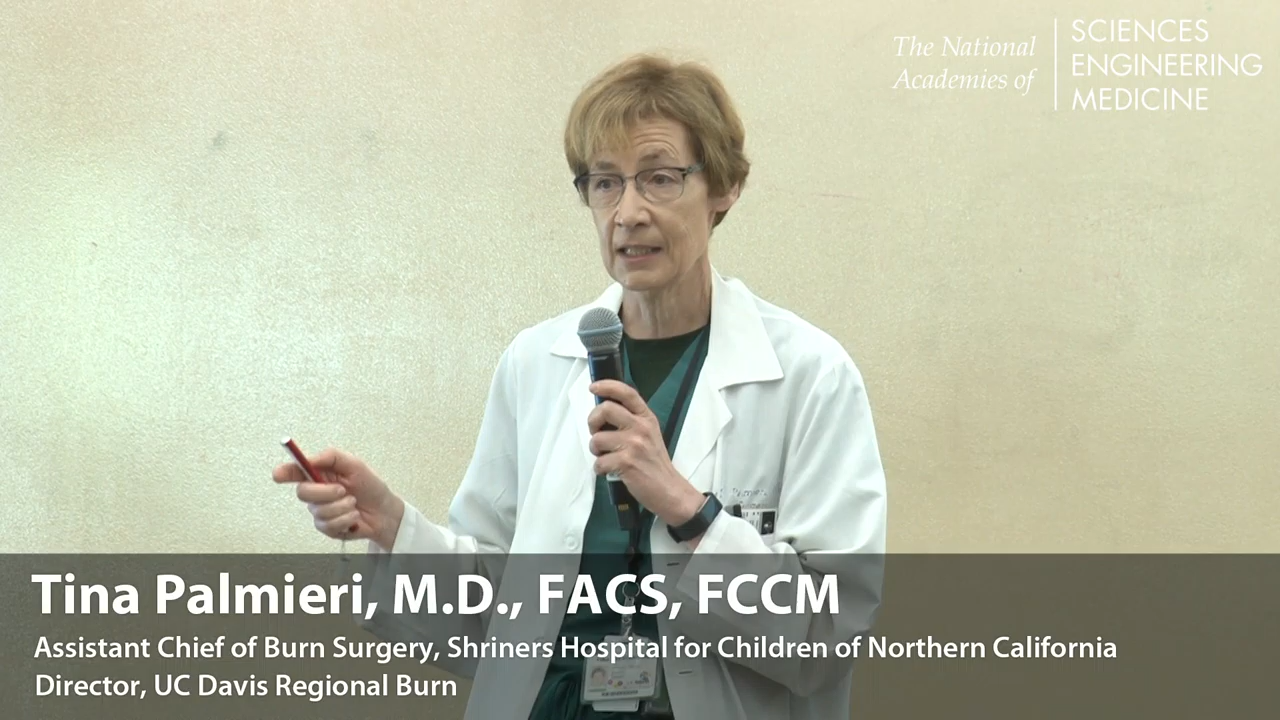 The National
Academies of
SCIENCES
ENGINEERING
MEDICINE
Tina Palmieri, M.D., FACS, FCCM
Assistant Chief of Burn Surgery, Shriners Hospital for Children of Northern California
Director, UC Davis Regional Burn